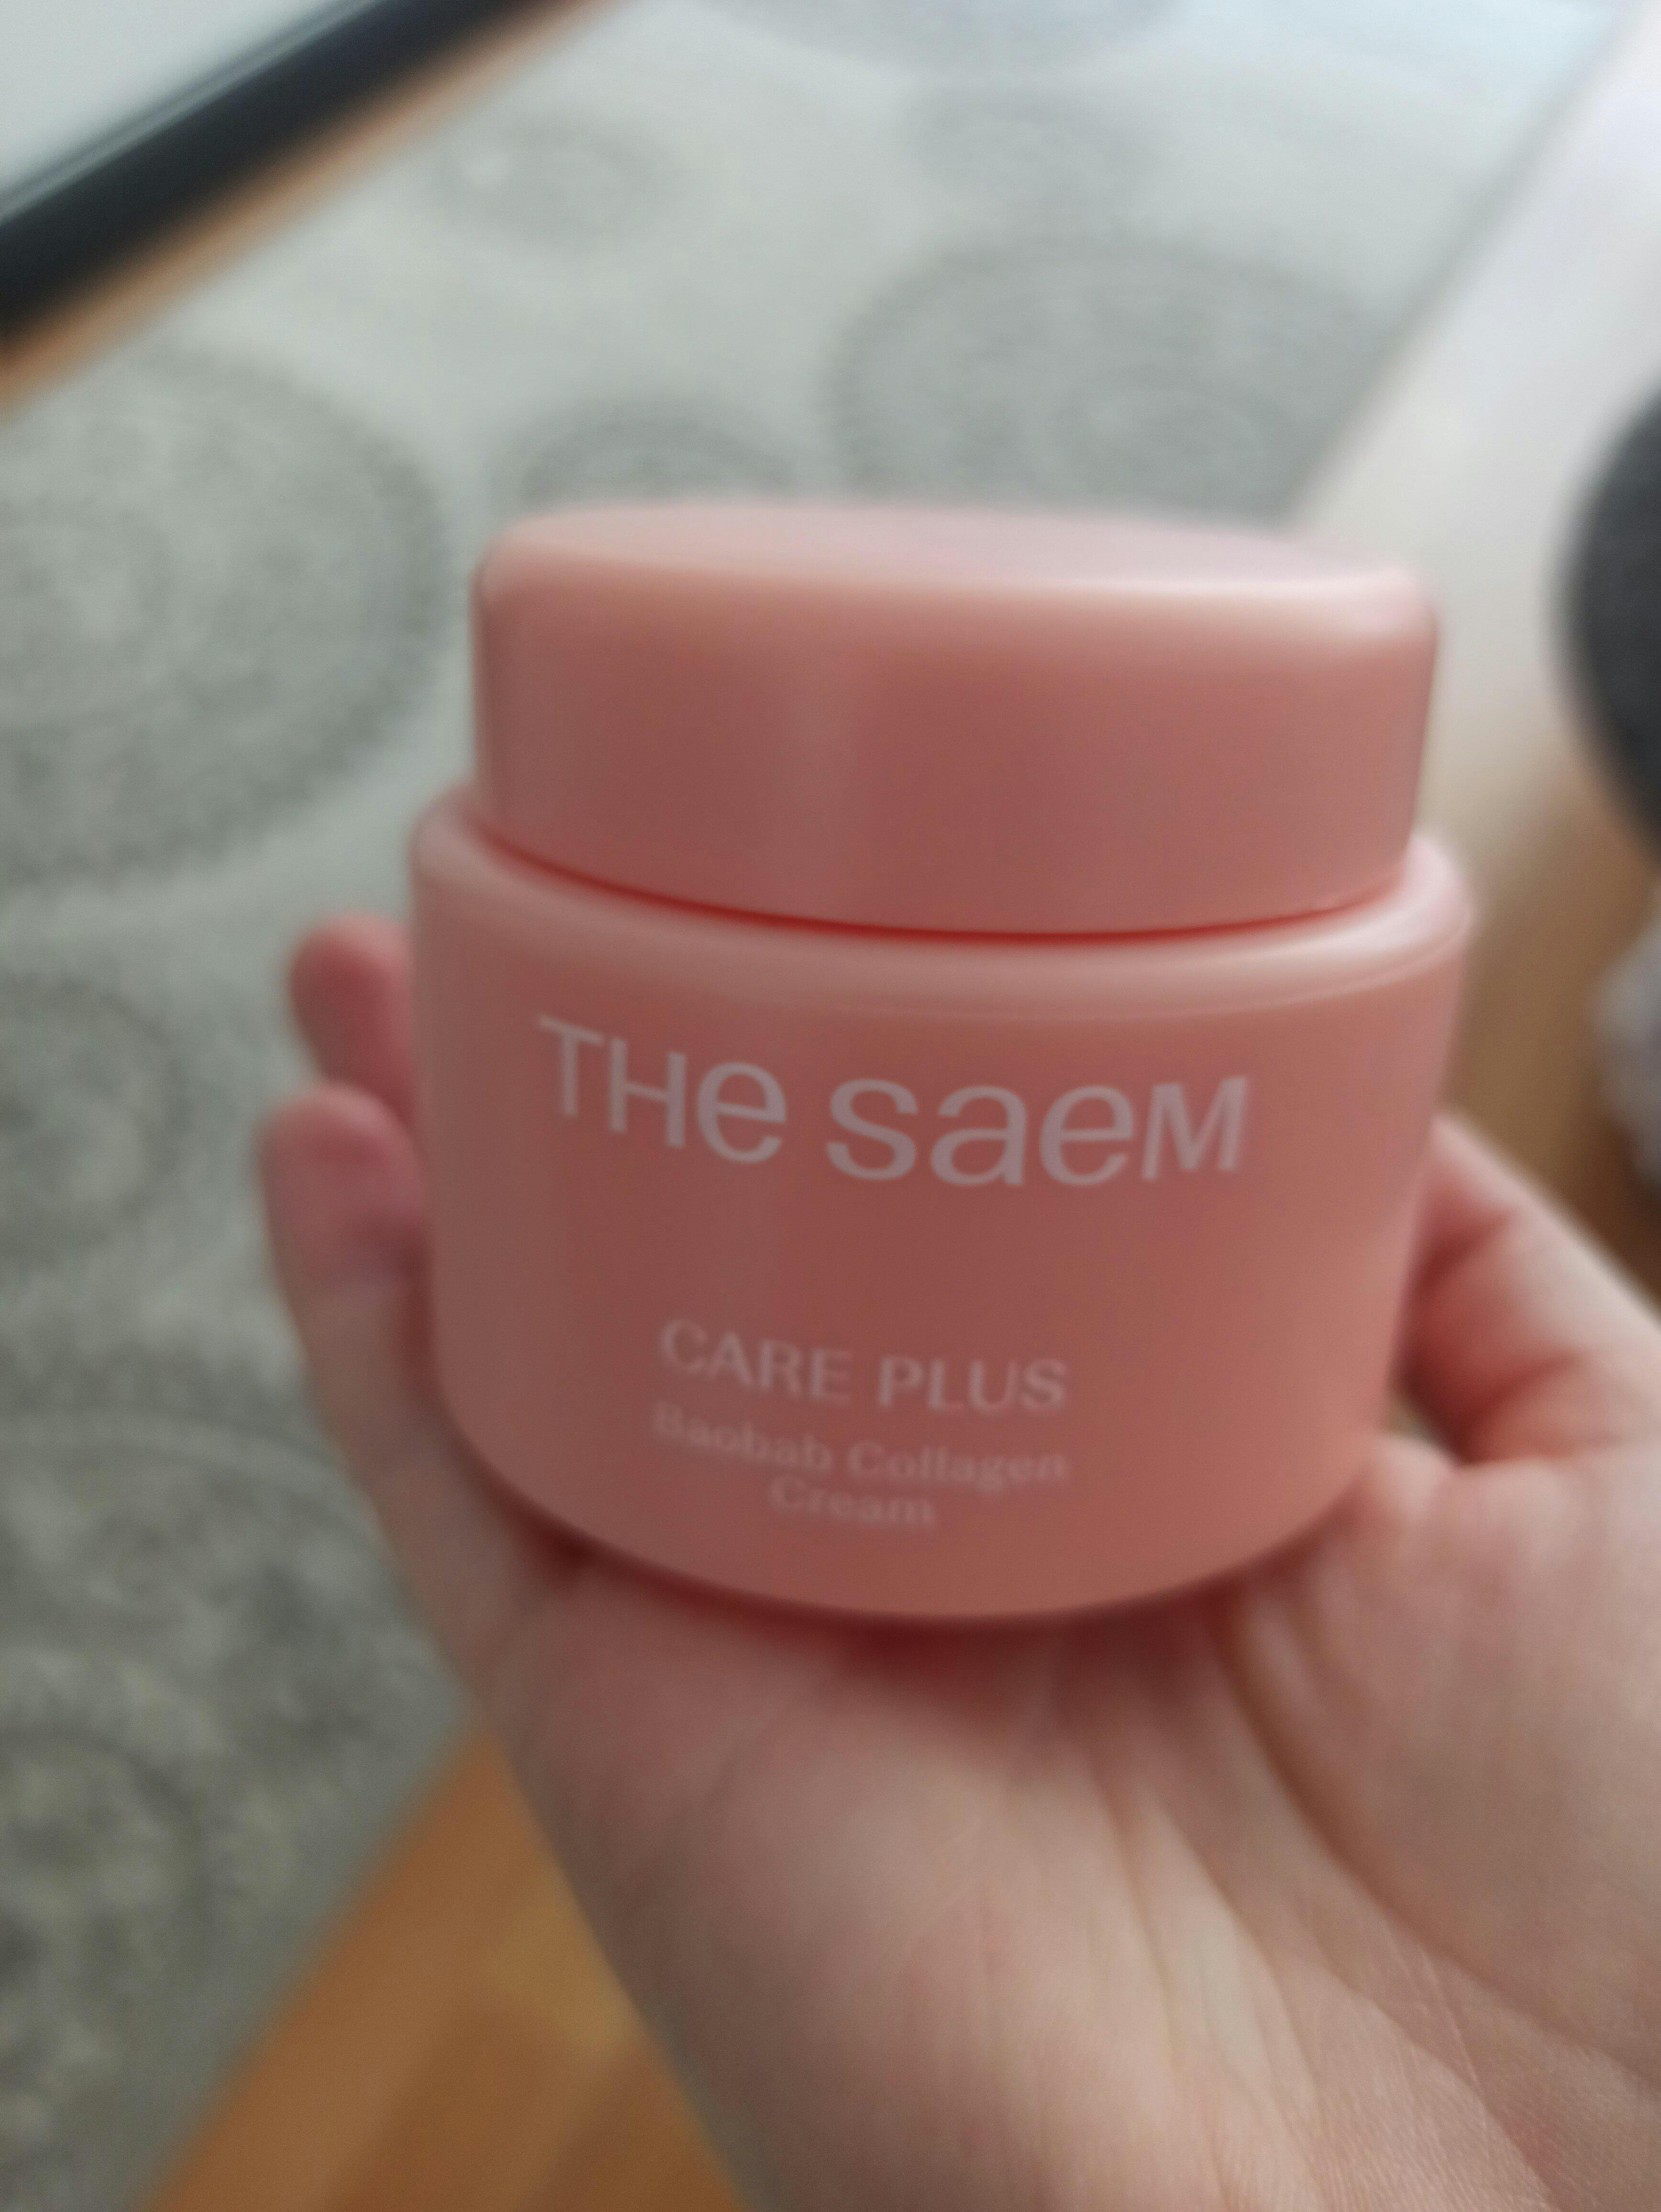 THe saeM
CARE PLUS
Baobab Collagen
Cream